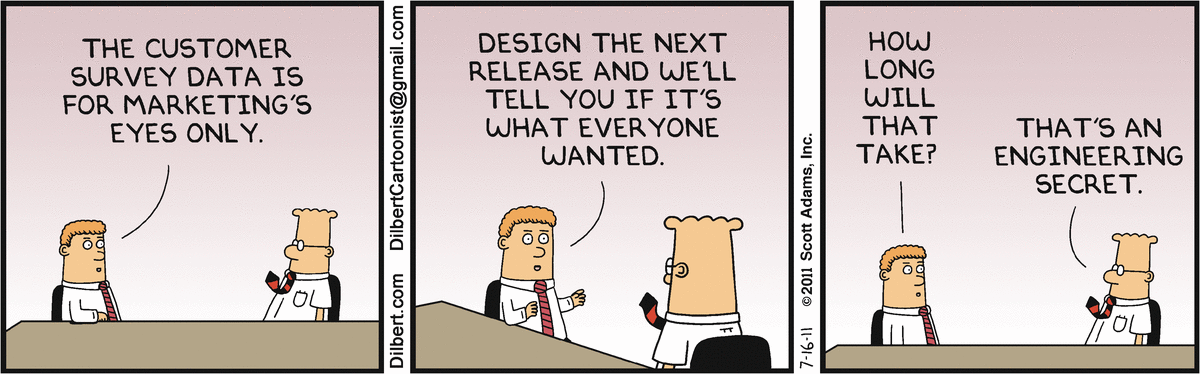 THE CUSTOMER
SURVEY DATA IS
FOR MARKETING'S
EYES ONLY.
Dilbert.com DilbertCartoonist@gmail.com
DESIGN THE NEXT
RELEASE AND WE'LL
TELL YOU IF IT'S
WHAT EVERYONE
WANTED.
7-16-11 ©2011 Scott Adams, Inc.
HOW
LONG
WILL
THAT
TAKE?
THAT'S AN
ENGINEERING
SECRET.